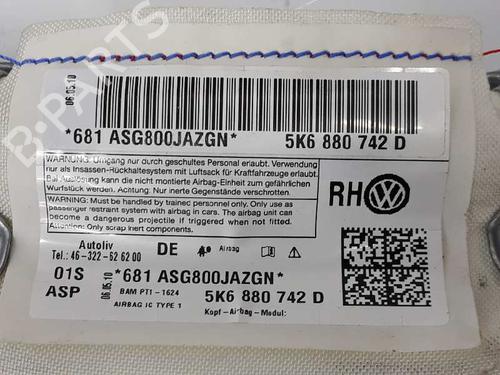 B-PARTS
06.05.10
*681 ASG800JAZGN*
5K6 880 742 D
WARNUNG: Umgang nur durch geschultes Personal erlaubt. Verwendung
nur als Insassen-Rückhaltesystem mit Luftsack für Kraftfahrzeuge erlaubt.
Bei Auslösung kann die nicht montierte Airbag-Einheit zum gefährlichen
Wurfstück werden. Achtung: Nur inerte Gegenstände verschrotten.
WARNING: Must be handled by trained personnel only. Only use as
passenger restraint system with airbag in cars. The airbag unit can
become a dangerous projectile if triggered when not fitted.
Attention: Only scrap inert components.
RH
Autoliv
Tel.: 46-322-626200
DE
Airbag
01S
ASP
06.05.10
*681 ASG800JAZGN*
BAM PT1-1624
AIRBAG IC TYPE 1
5K6 880 742 D
Kopf-Airbag-Modul